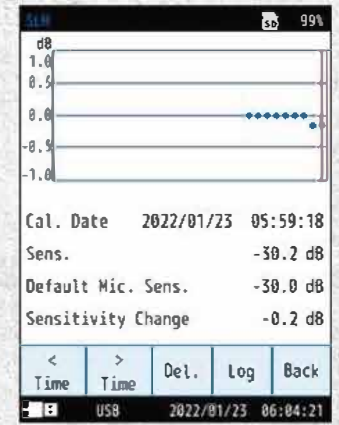 SLM SD 99%
dB
1.0
0.5
0.0
-0.5
-1.0
Cal. Date 2022/01/23 05:59:18
Sens. -30.2 dB
Default Mic. Sens. -30.0 dB
Sensitivity Change -0.2 dB
< > Del. Log Back
Time Time
USB 2022/01/23 06:04:21